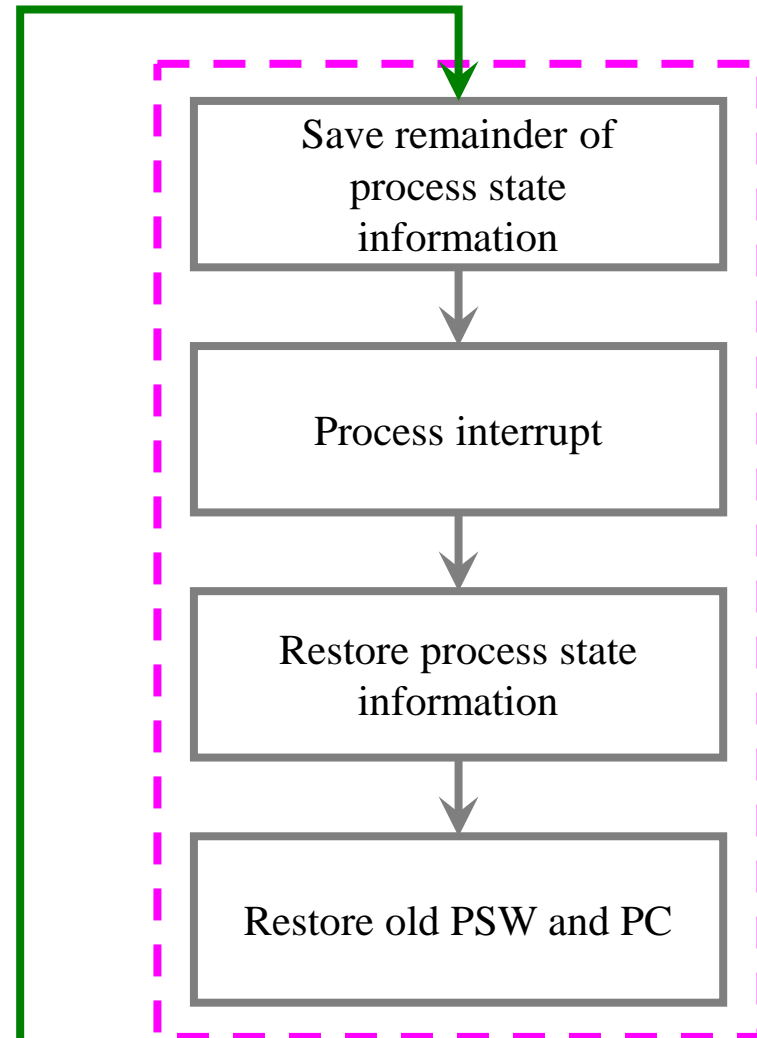 Save remainder of
process state
information
Process interrupt
Restore process state
information
Restore old PSW and PC